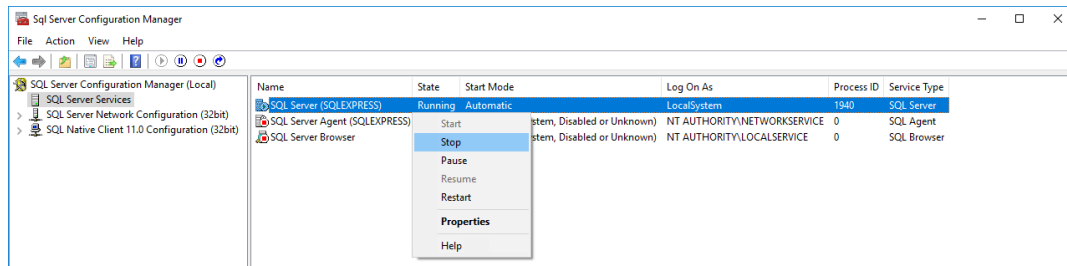 Sql Server Configuration Manager
File Action View Help
SQL Server Configuration Manager (Local)
SQL Server Services
SQL Server Network Configuration (32bit)
SQL Native Client 11.0 Configuration (32bit)
Name State Start Mode Log On As Process ID Service Type
SQL Server (SQLEXPRESS) Running Automatic LocalSystem 1940 SQL Server
SQL Server Agent (SQLEXPRESS) stem, Disabled or Unknown) NT AUTHORITY\NETWORKSERVICE 0 SQL Agent
SQL Server Browser stem, Disabled or Unknown) NT AUTHORITY\LOCALSERVICE 0 SQL Browser
Start
Stop
Pause
Resume
Restart
Properties
Help